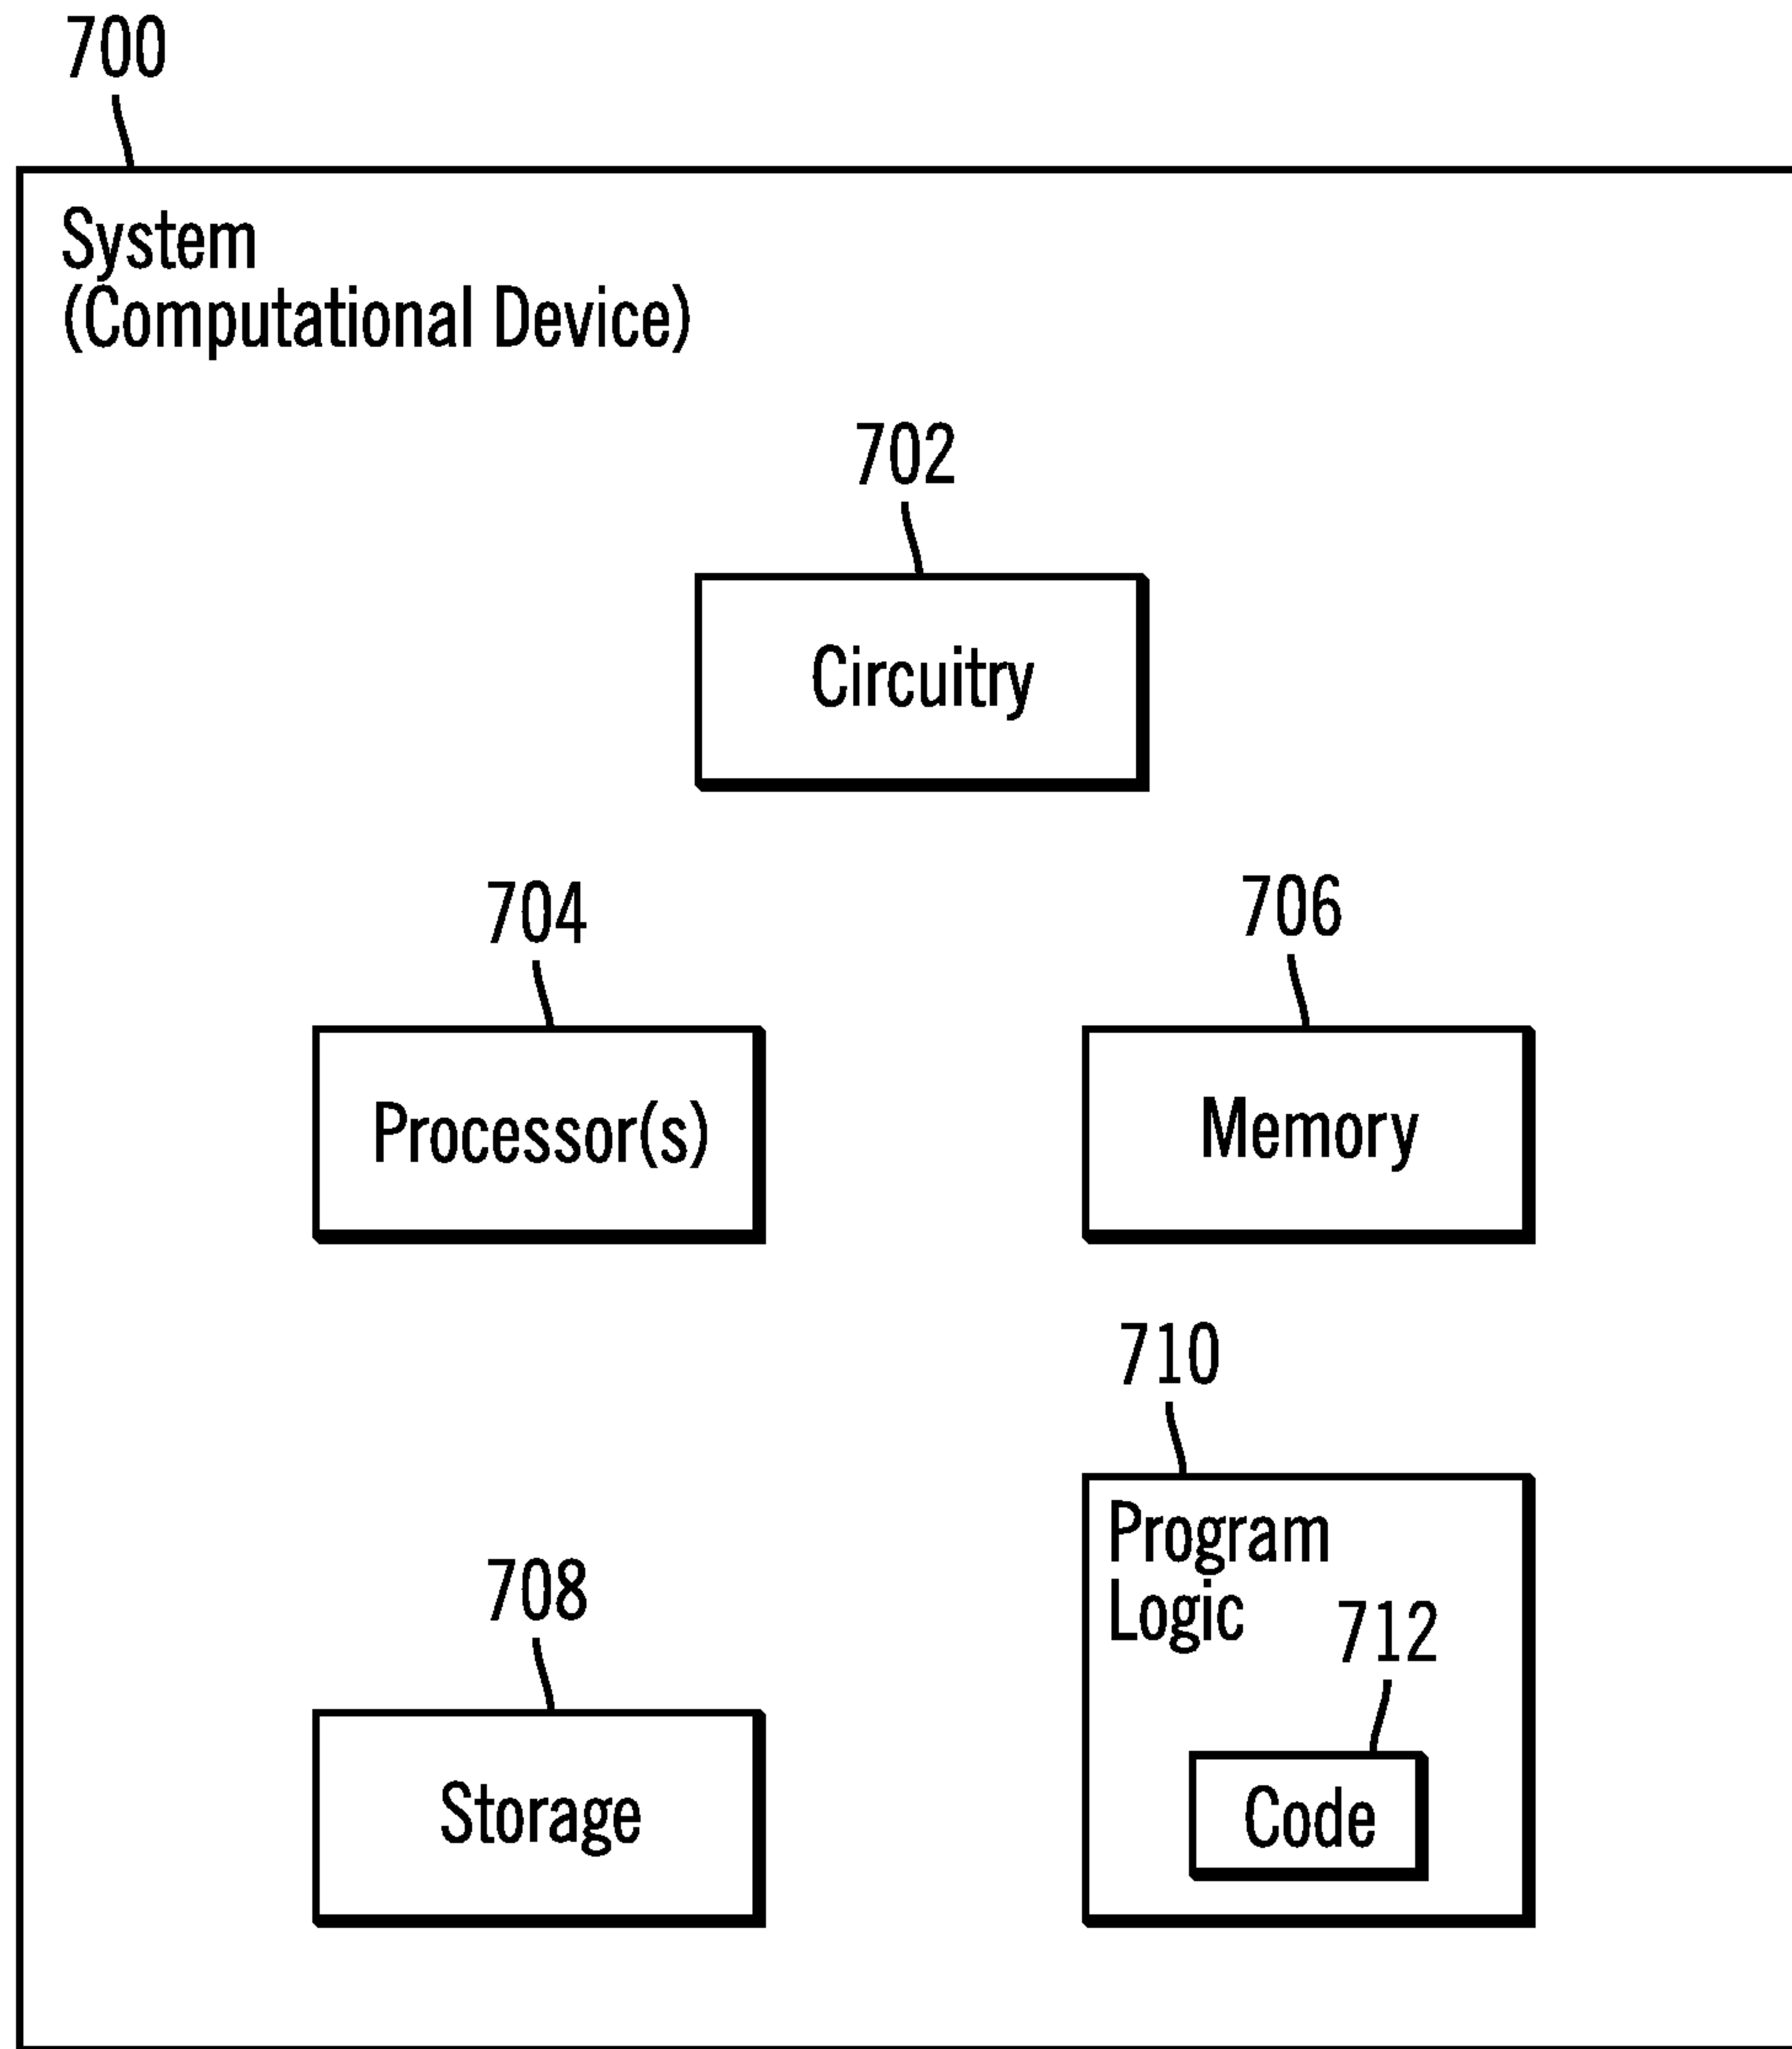 700
System
(Computational Device)
702
Circuitry
704
706
Processor(s)
Memory
710
Program
Logic
708
712
Storage
Code